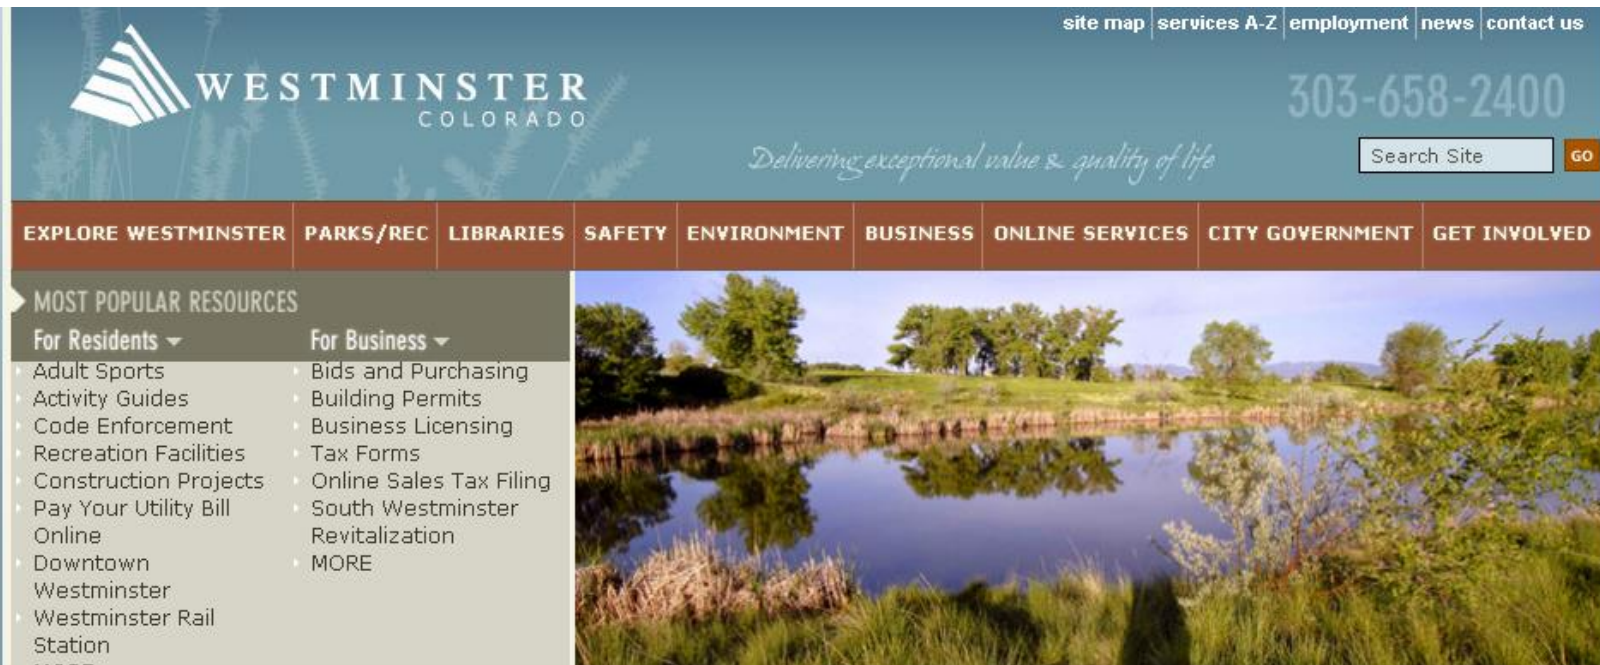 site map services A-Z employment news contact us
WESTMINSTER
COLORADO
303-658-2400
Delivering exceptional value & quality of life
Search Site GO
EXPLORE WESTMINSTER PARKS/REC LIBRARIES SAFETY ENVIRONMENT BUSINESS ONLINE SERVICES CITY GOVERNMENT GET INVOLVED
MOST POPULAR RESOURCES
For Residents
Adult Sports
Activity Guides
Code Enforcement
Recreation Facilities
Construction Projects
Pay Your Utility Bill
Online
Downtown
Westminster
Westminster Rail
Station
For Business
Bids and Purchasing
Building Permits
Business Licensing
Tax Forms
Online Sales Tax Filing
South Westminster
Revitalization
MORE